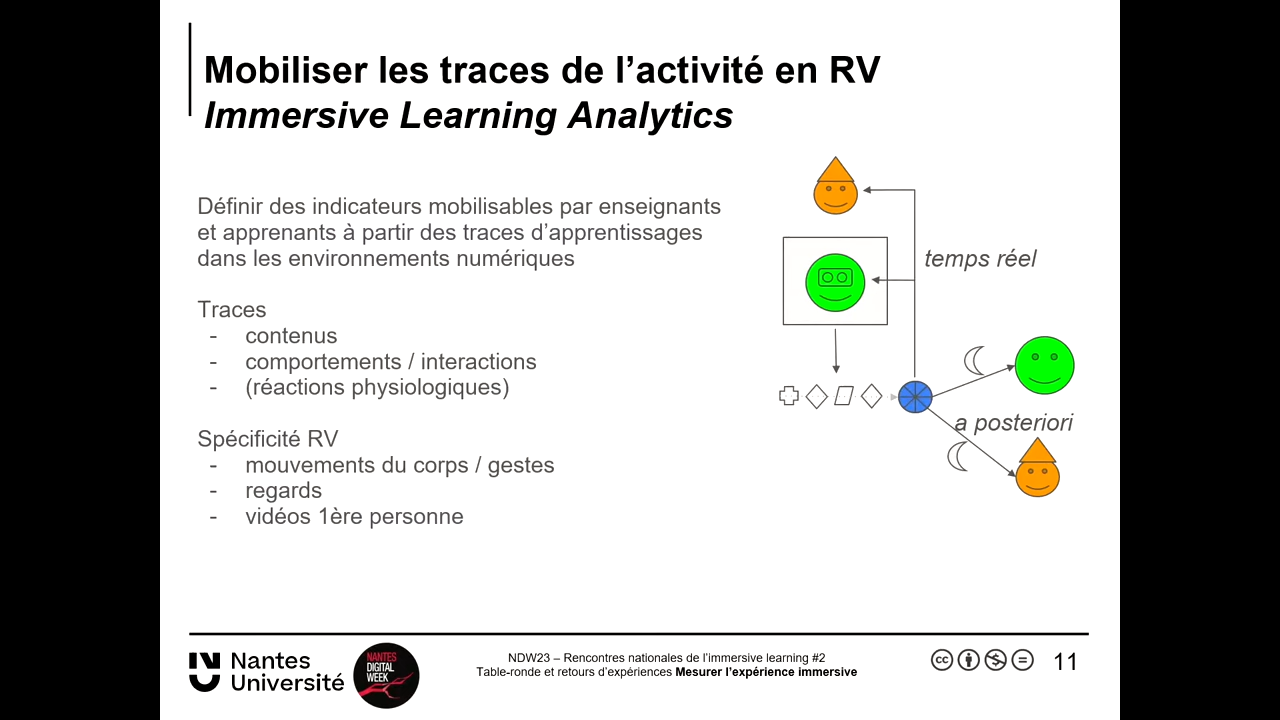 Mobiliser les traces de l’activité en RV
Immersive Learning Analytics
Définir des indicateurs mobilisables par enseignants
et apprenants à partir des traces d’apprentissages
dans les environnements numériques
Traces
- contenus
- comportements / interactions
- (réactions physiologiques)
Spécificité RV
- mouvements du corps / gestes
- regards
- vidéos 1ère personne
temps réel
a posteriori
Nantes
Université
NANTES
DIGITAL
WEEK
NDW23 – Rencontres nationales de l’immersive learning #2
Table-ronde et retours d’expériences Mesurer l’expérience immersive
cc
11